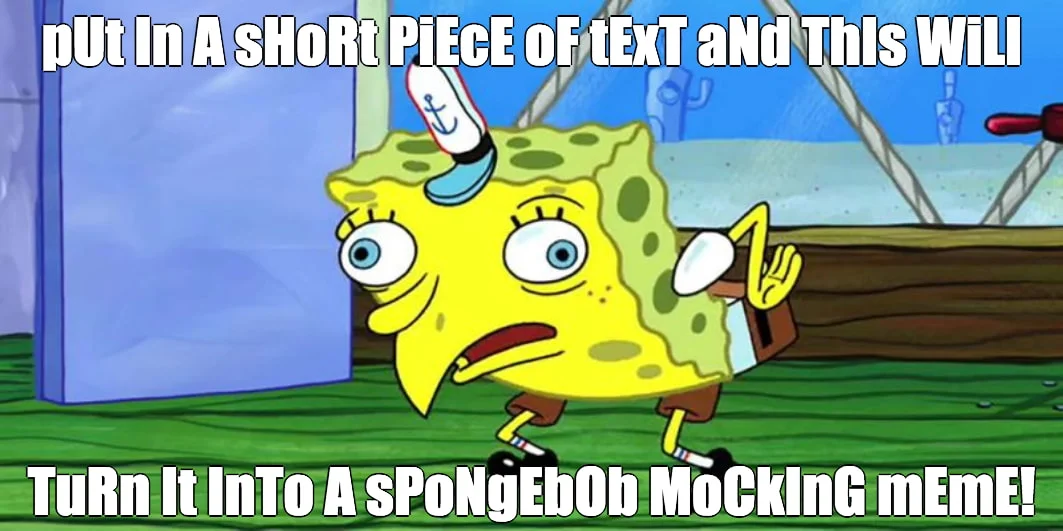 pUt In A sHoRt PiEcE oF tExT aNd ThIs WiLl
TuRn It InTo A sPoNgEbOb MoCkInG mEmE!